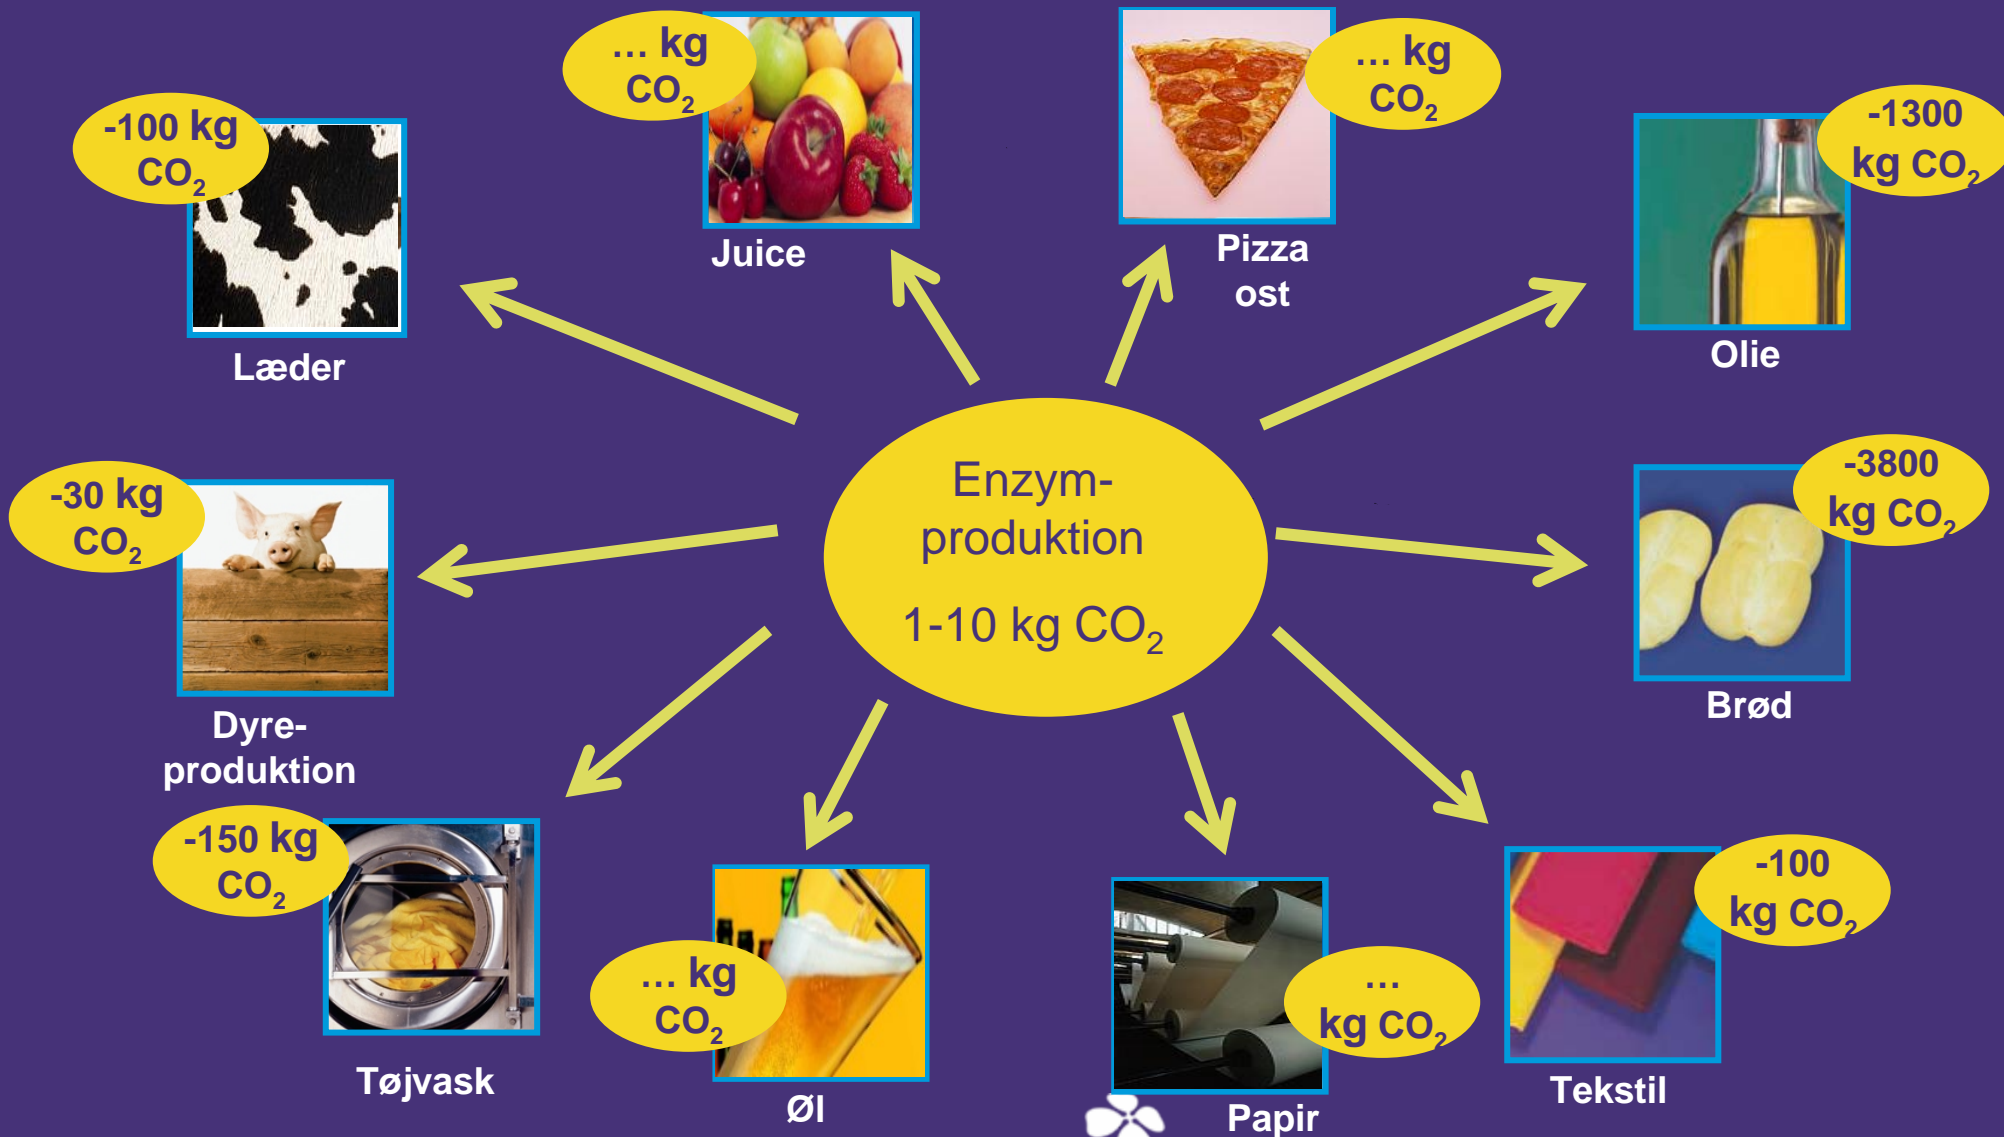 ... kg
CO₂
Juice
... kg
CO₂
Pizza
ost
-100 kg
CO₂
Læder
-1300
kg CO₂
Olie
Enzym-
produktion
1-10 kg CO₂
-30 kg
CO₂
Dyre-
produktion
-3800
kg CO₂
Brød
-150 kg
CO₂
Tøjvask
... kg
CO₂
Øl
...
kg CO₂
Papir
-100
kg CO₂
Tekstil